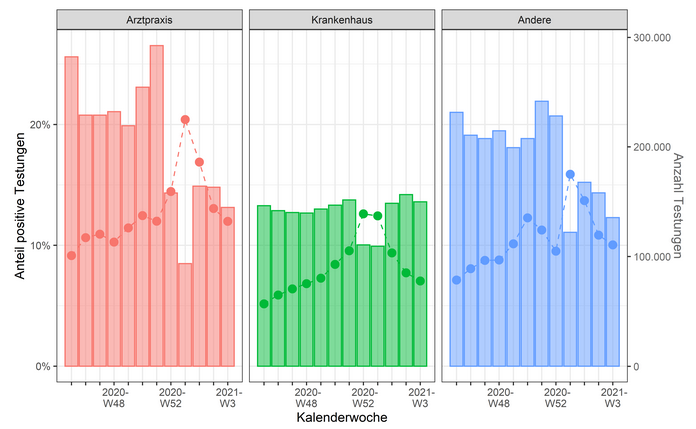 Arztpraxis
Krankenhaus
Andere
Anteil positive Testungen
20%
10%
0%
300.000
200.000
100.000
0
Anzahl Testungen
2020-
W48
2020-
W52
2021-
W3
2020-
W48
2020-
W52
2021-
W3
2020-
W48
2020-
W52
2021-
W3
Kalenderwoche